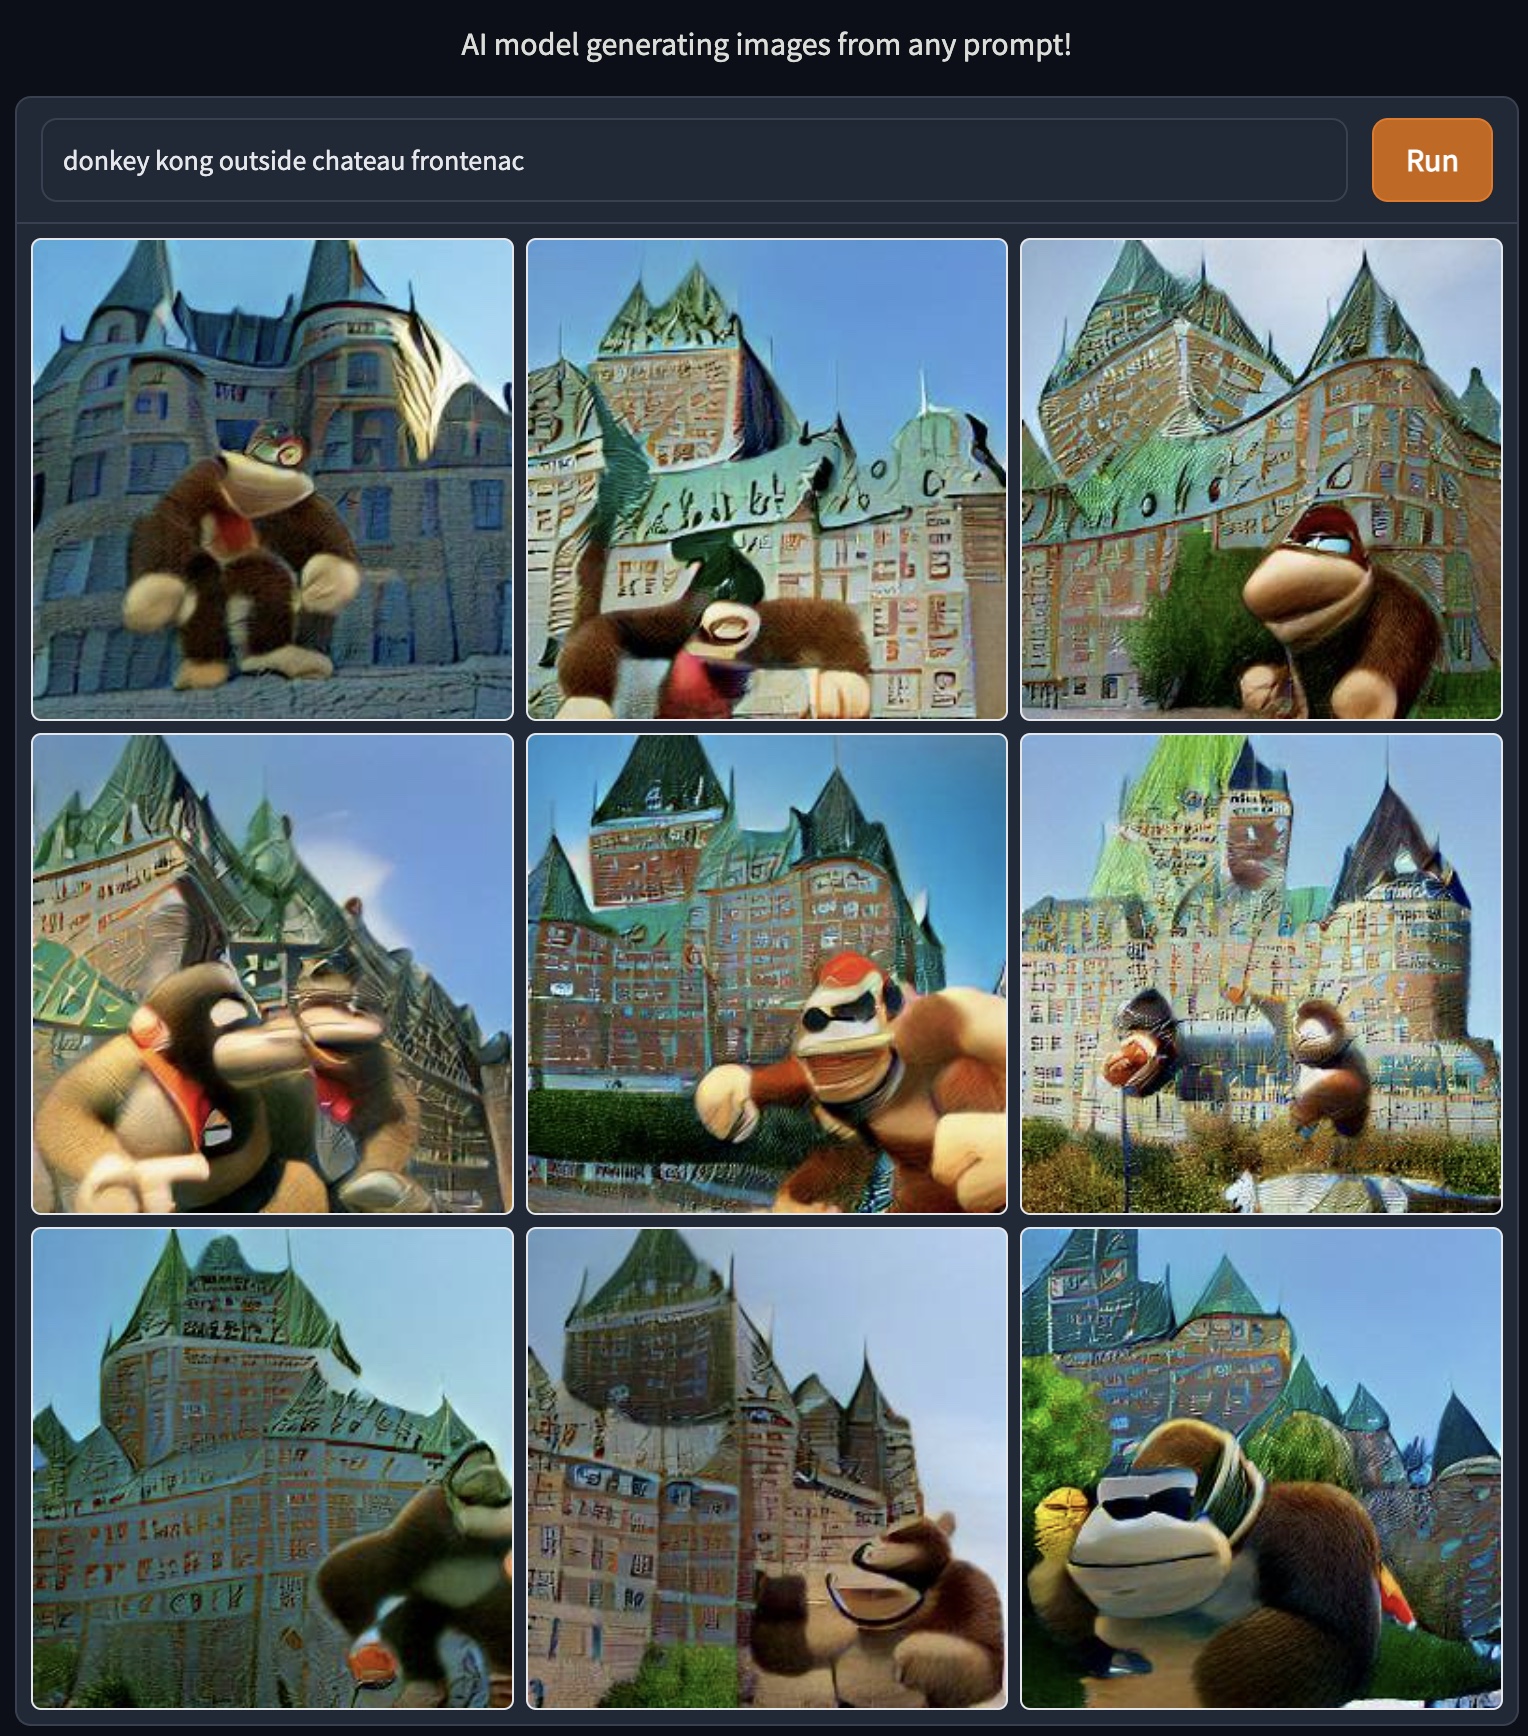 AI model generating images from any prompt!
donkey kong outside chateau frontenac
Run